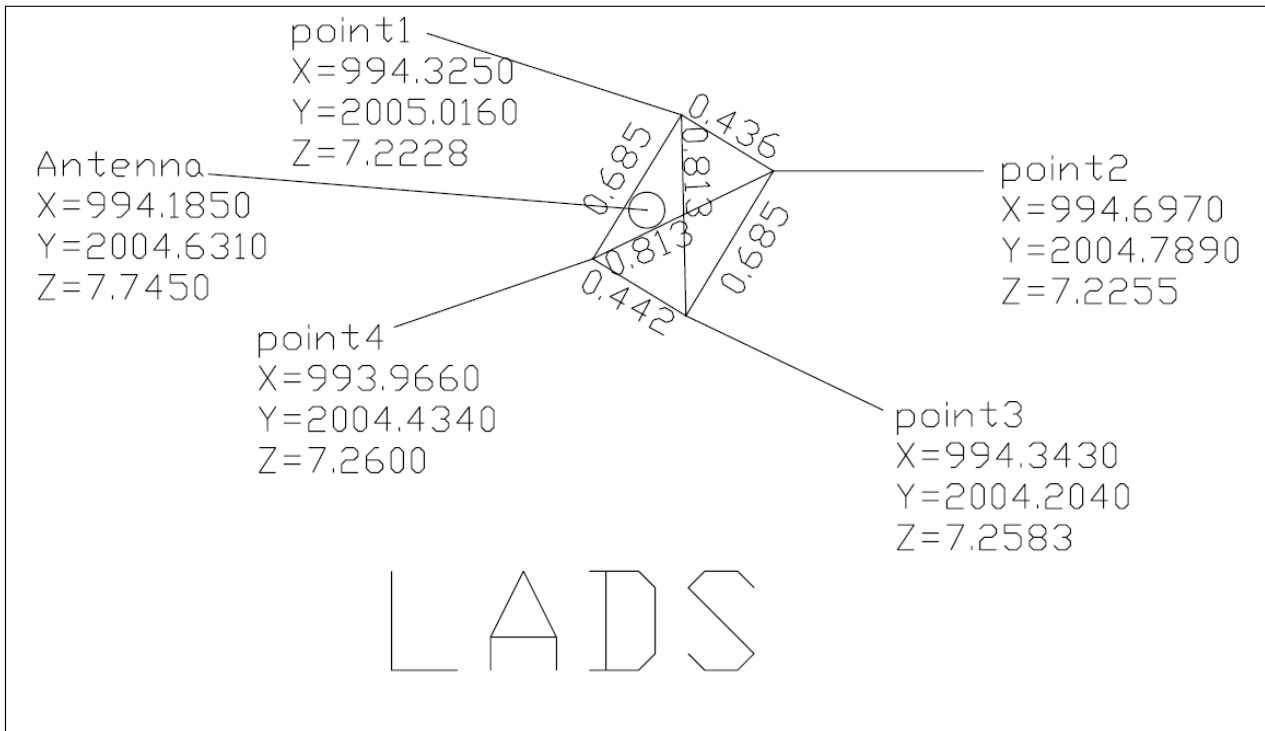 point1
X=994.3250
Y=2005.0160
Z=7.2228
Antenna
X=994.1850
Y=2004.6310
Z=7.7450
point2
X=994.6970
Y=2004.7890
Z=7.2255
point4
X=993.9660
Y=2004.4340
Z=7.2600
point3
X=994.3430
Y=2004.2040
Z=7.2583
0.436
0.685
0.813
0.813
0.685
0.442
LADS